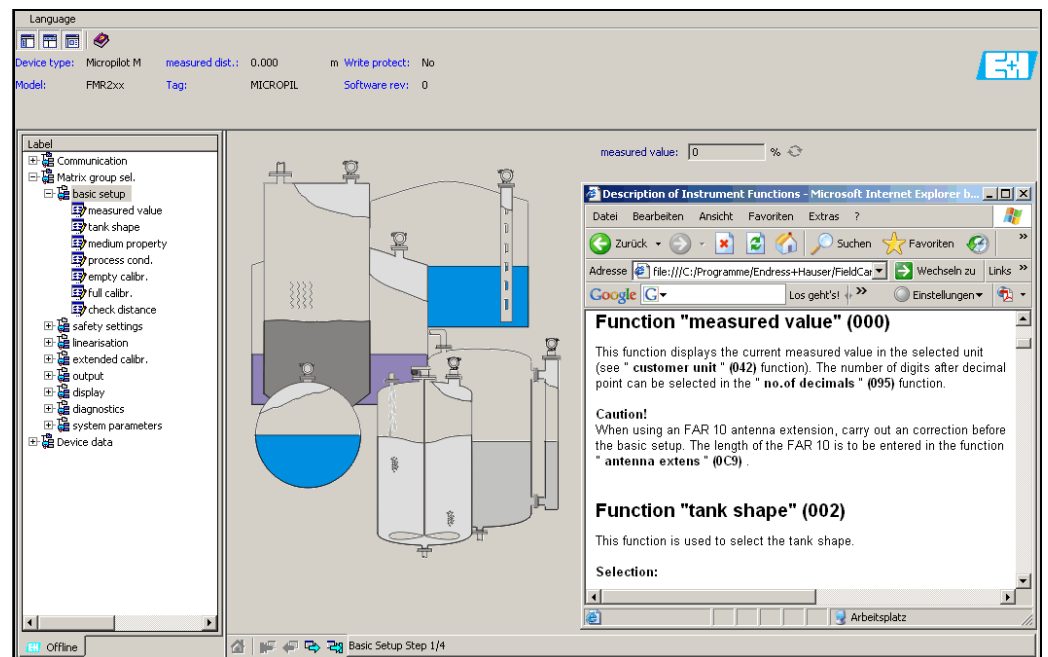 Language
Device type: Micropilot M measured dist.: 0.000 m Write protect: No
Model: FMR2xx Tag: MICROPIL Software rev: 0
E+H
Label
Communication
Matrix group sel.
basic setup
measured value
tank shape
medium property
process cond.
empty calibr.
full calibr.
check distance
safety settings
linearisation
extended calibr.
output
display
diagnostics
system parameters
Device data
measured value: 0 %
Description of Instrument Functions - Microsoft Internet Explorer b...
Datei Bearbeiten Ansicht Favoriten Extras ?
Zurück Suchen Favoriten »
Adresse file:///C:/Programme/Endress+Hauser/FieldCar Wechseln zu Links »
Google G Los geht's! » Einstellungen
Function "measured value" (000)
This function displays the current measured value in the selected unit
(see " customer unit " (042) function). The number of digits after decimal
point can be selected in the " no.of decimals " (095) function.
Caution!
When using an FAR 10 antenna extension, carry out an correction before
the basic setup. The length of the FAR 10 is to be entered in the function
" antenna extens " (0C9) .
Function "tank shape" (002)
This function is used to select the tank shape.
Selection:
Arbeitsplatz
Offline
Basic Setup Step 1/4